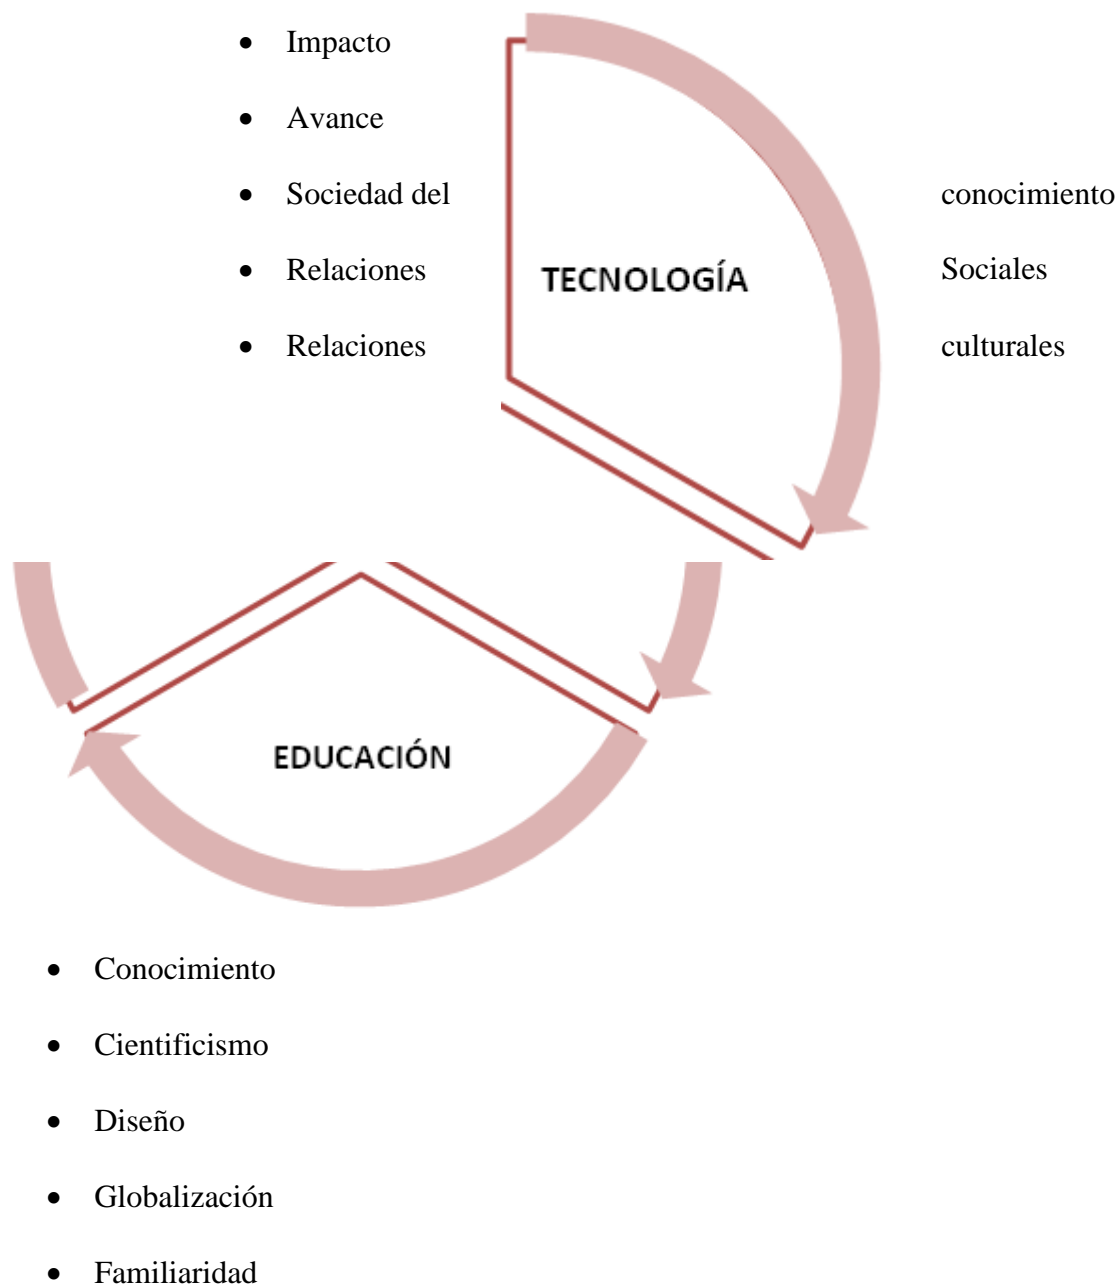 • Impacto
• Avance
• Sociedad del conocimiento
• Relaciones Sociales
• Relaciones culturales
TECNOLOGÍA
EDUCACIÓN
• Conocimiento
• Cientificismo
• Diseño
• Globalización
• Familiaridad